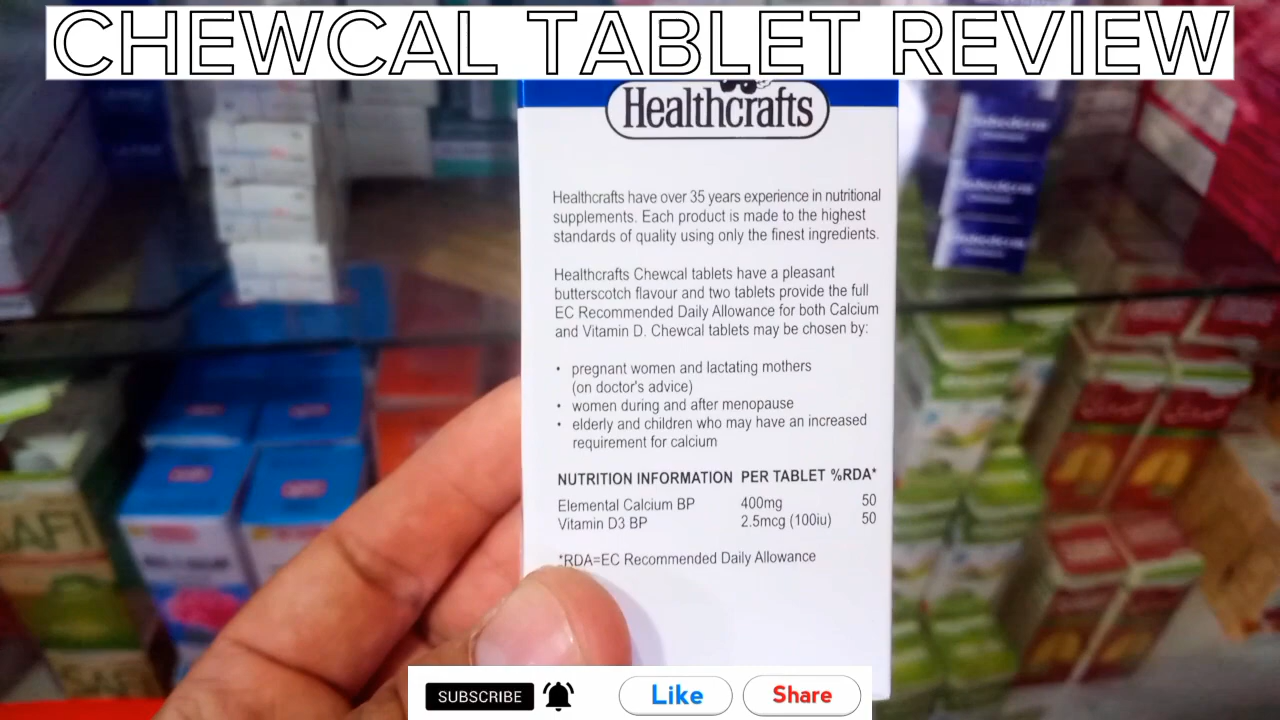 CHEWCAL TABLET REVIEW
Healthcrafts
Healthcrafts have over 35 years experience in nutritional
supplements. Each product is made to the highest
standards of quality using only the finest ingredients.
Healthcrafts Chewcal tablets have a pleasant
butterscotch flavour and two tablets provide the full
EC Recommended Daily Allowance for both Calcium
and Vitamin D. Chewcal tablets may be chosen by:
• pregnant women and lactating mothers
(on doctor's advice)
• women during and after menopause
• elderly and children who may have an increased
requirement for calcium
NUTRITION INFORMATION PER TABLET %RDA*
Elemental Calcium BP 400mg 50
Vitamin D3 BP 2.5mcg (100iu) 50
*RDA=EC Recommended Daily Allowance
SAFI
SUBSCRIBE Like Share